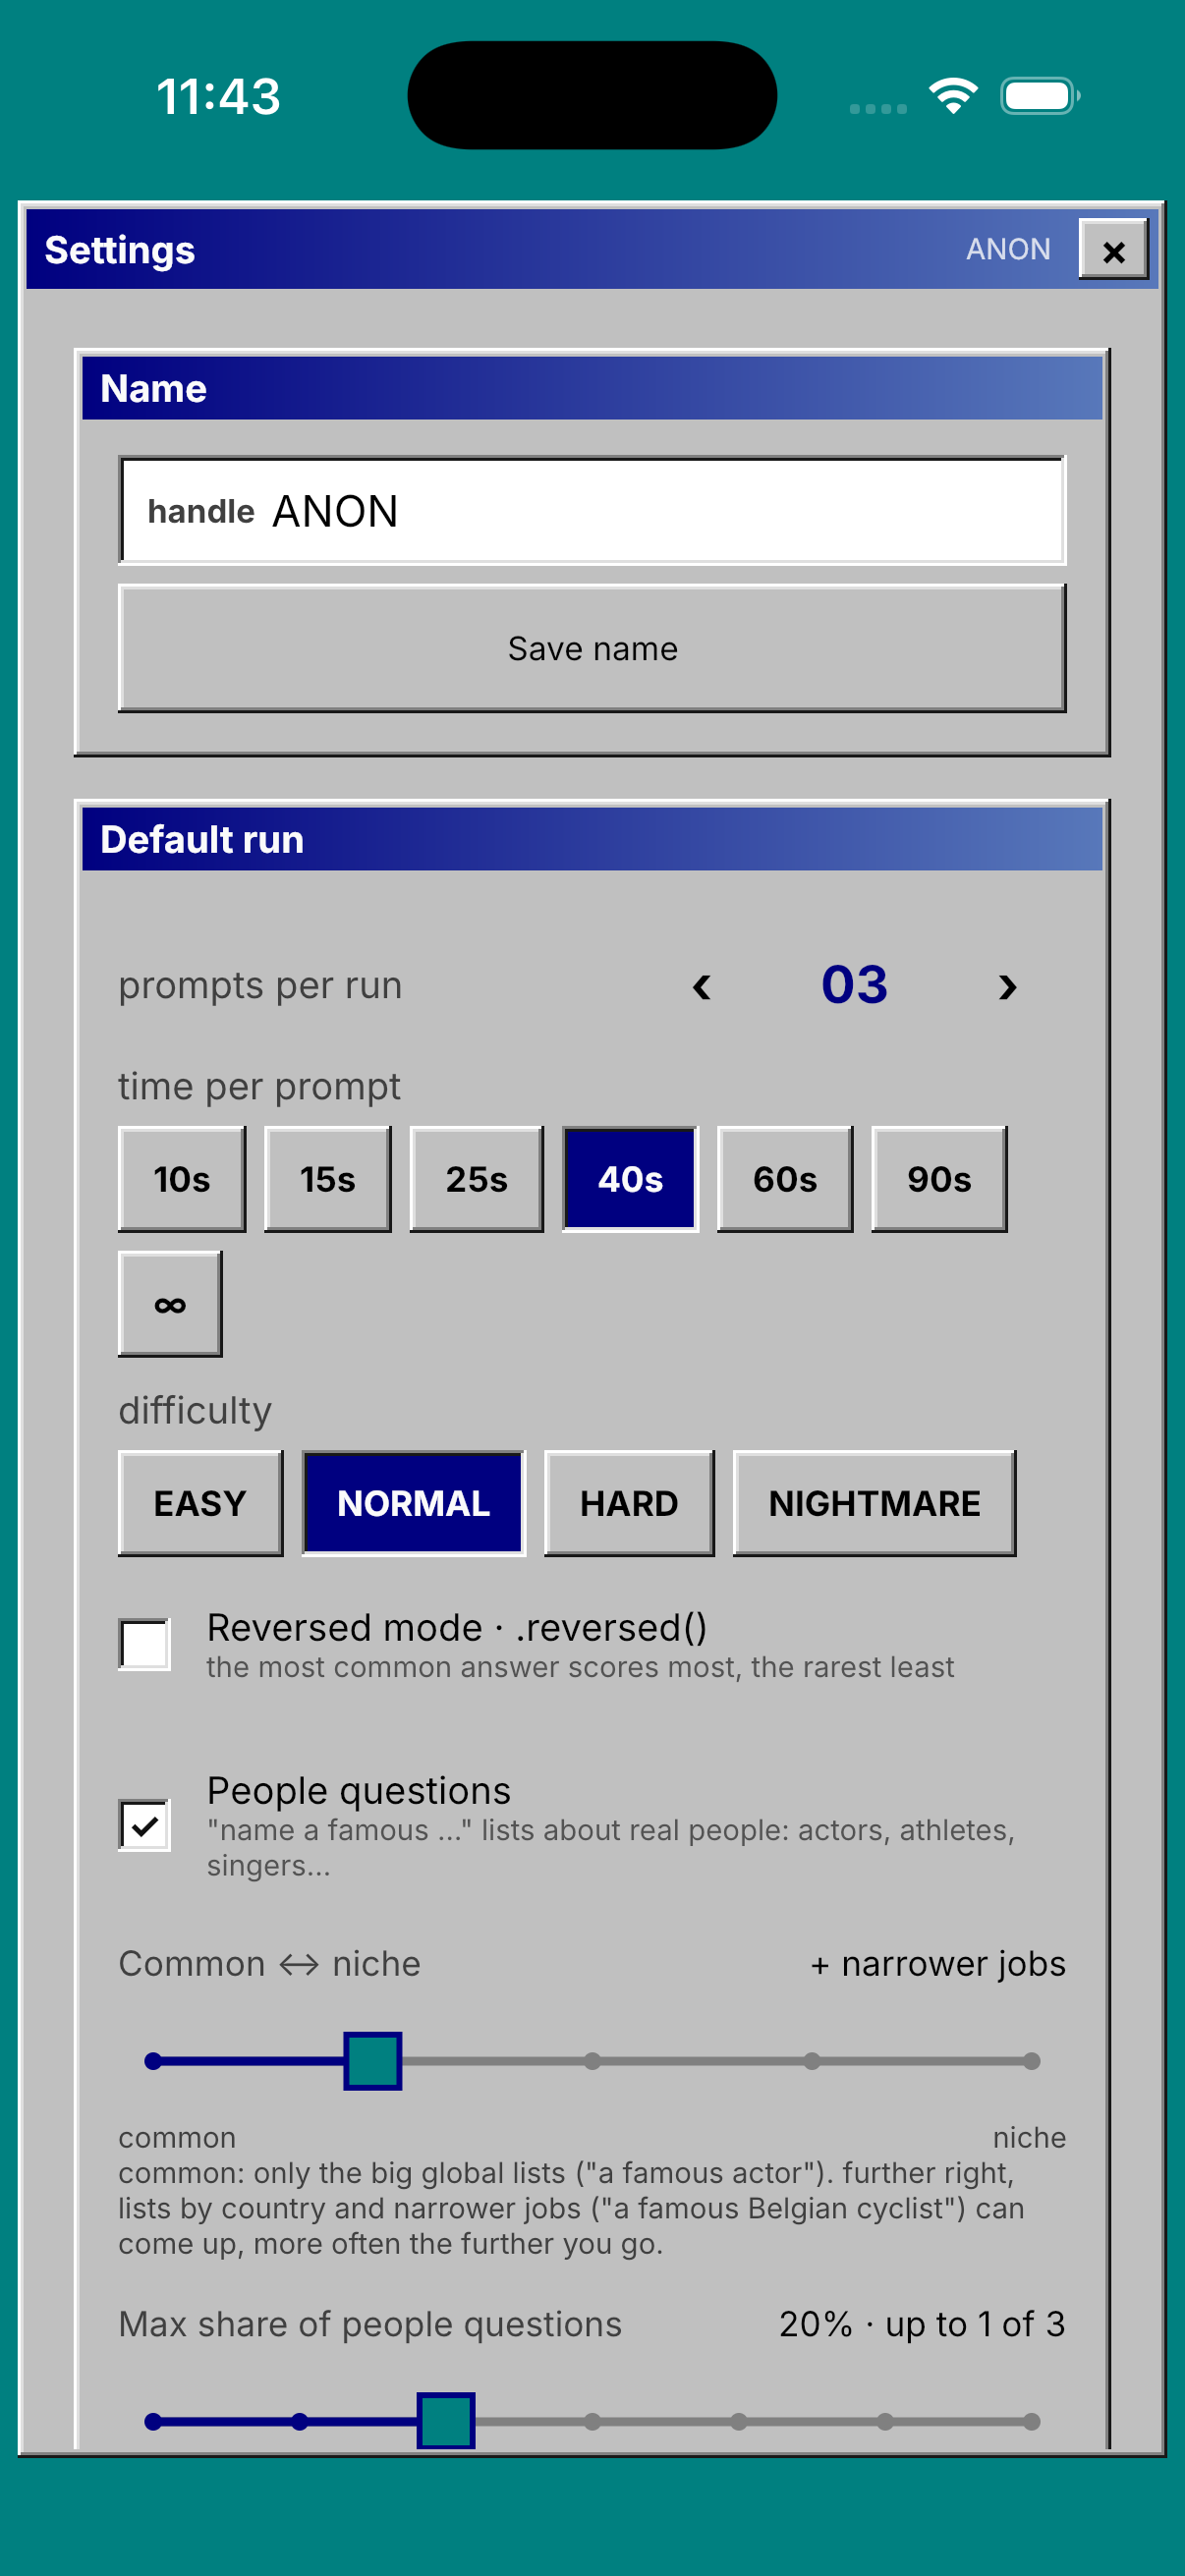 11:43
Settings
ANON
×
Name
handle ANON
Save name
Default run
prompts per run ‹ 03 ›
time per prompt
10s 15s 25s 40s 60s 90s
∞
difficulty
EASY NORMAL HARD NIGHTMARE
Reversed mode · .reversed()
the most common answer scores most, the rarest least
People questions
"name a famous ..." lists about real people: actors, athletes,
singers...
Common ↔ niche + narrower jobs
common niche
common: only the big global lists ("a famous actor"). further right,
lists by country and narrower jobs ("a famous Belgian cyclist") can
come up, more often the further you go.
Max share of people questions 20% · up to 1 of 3